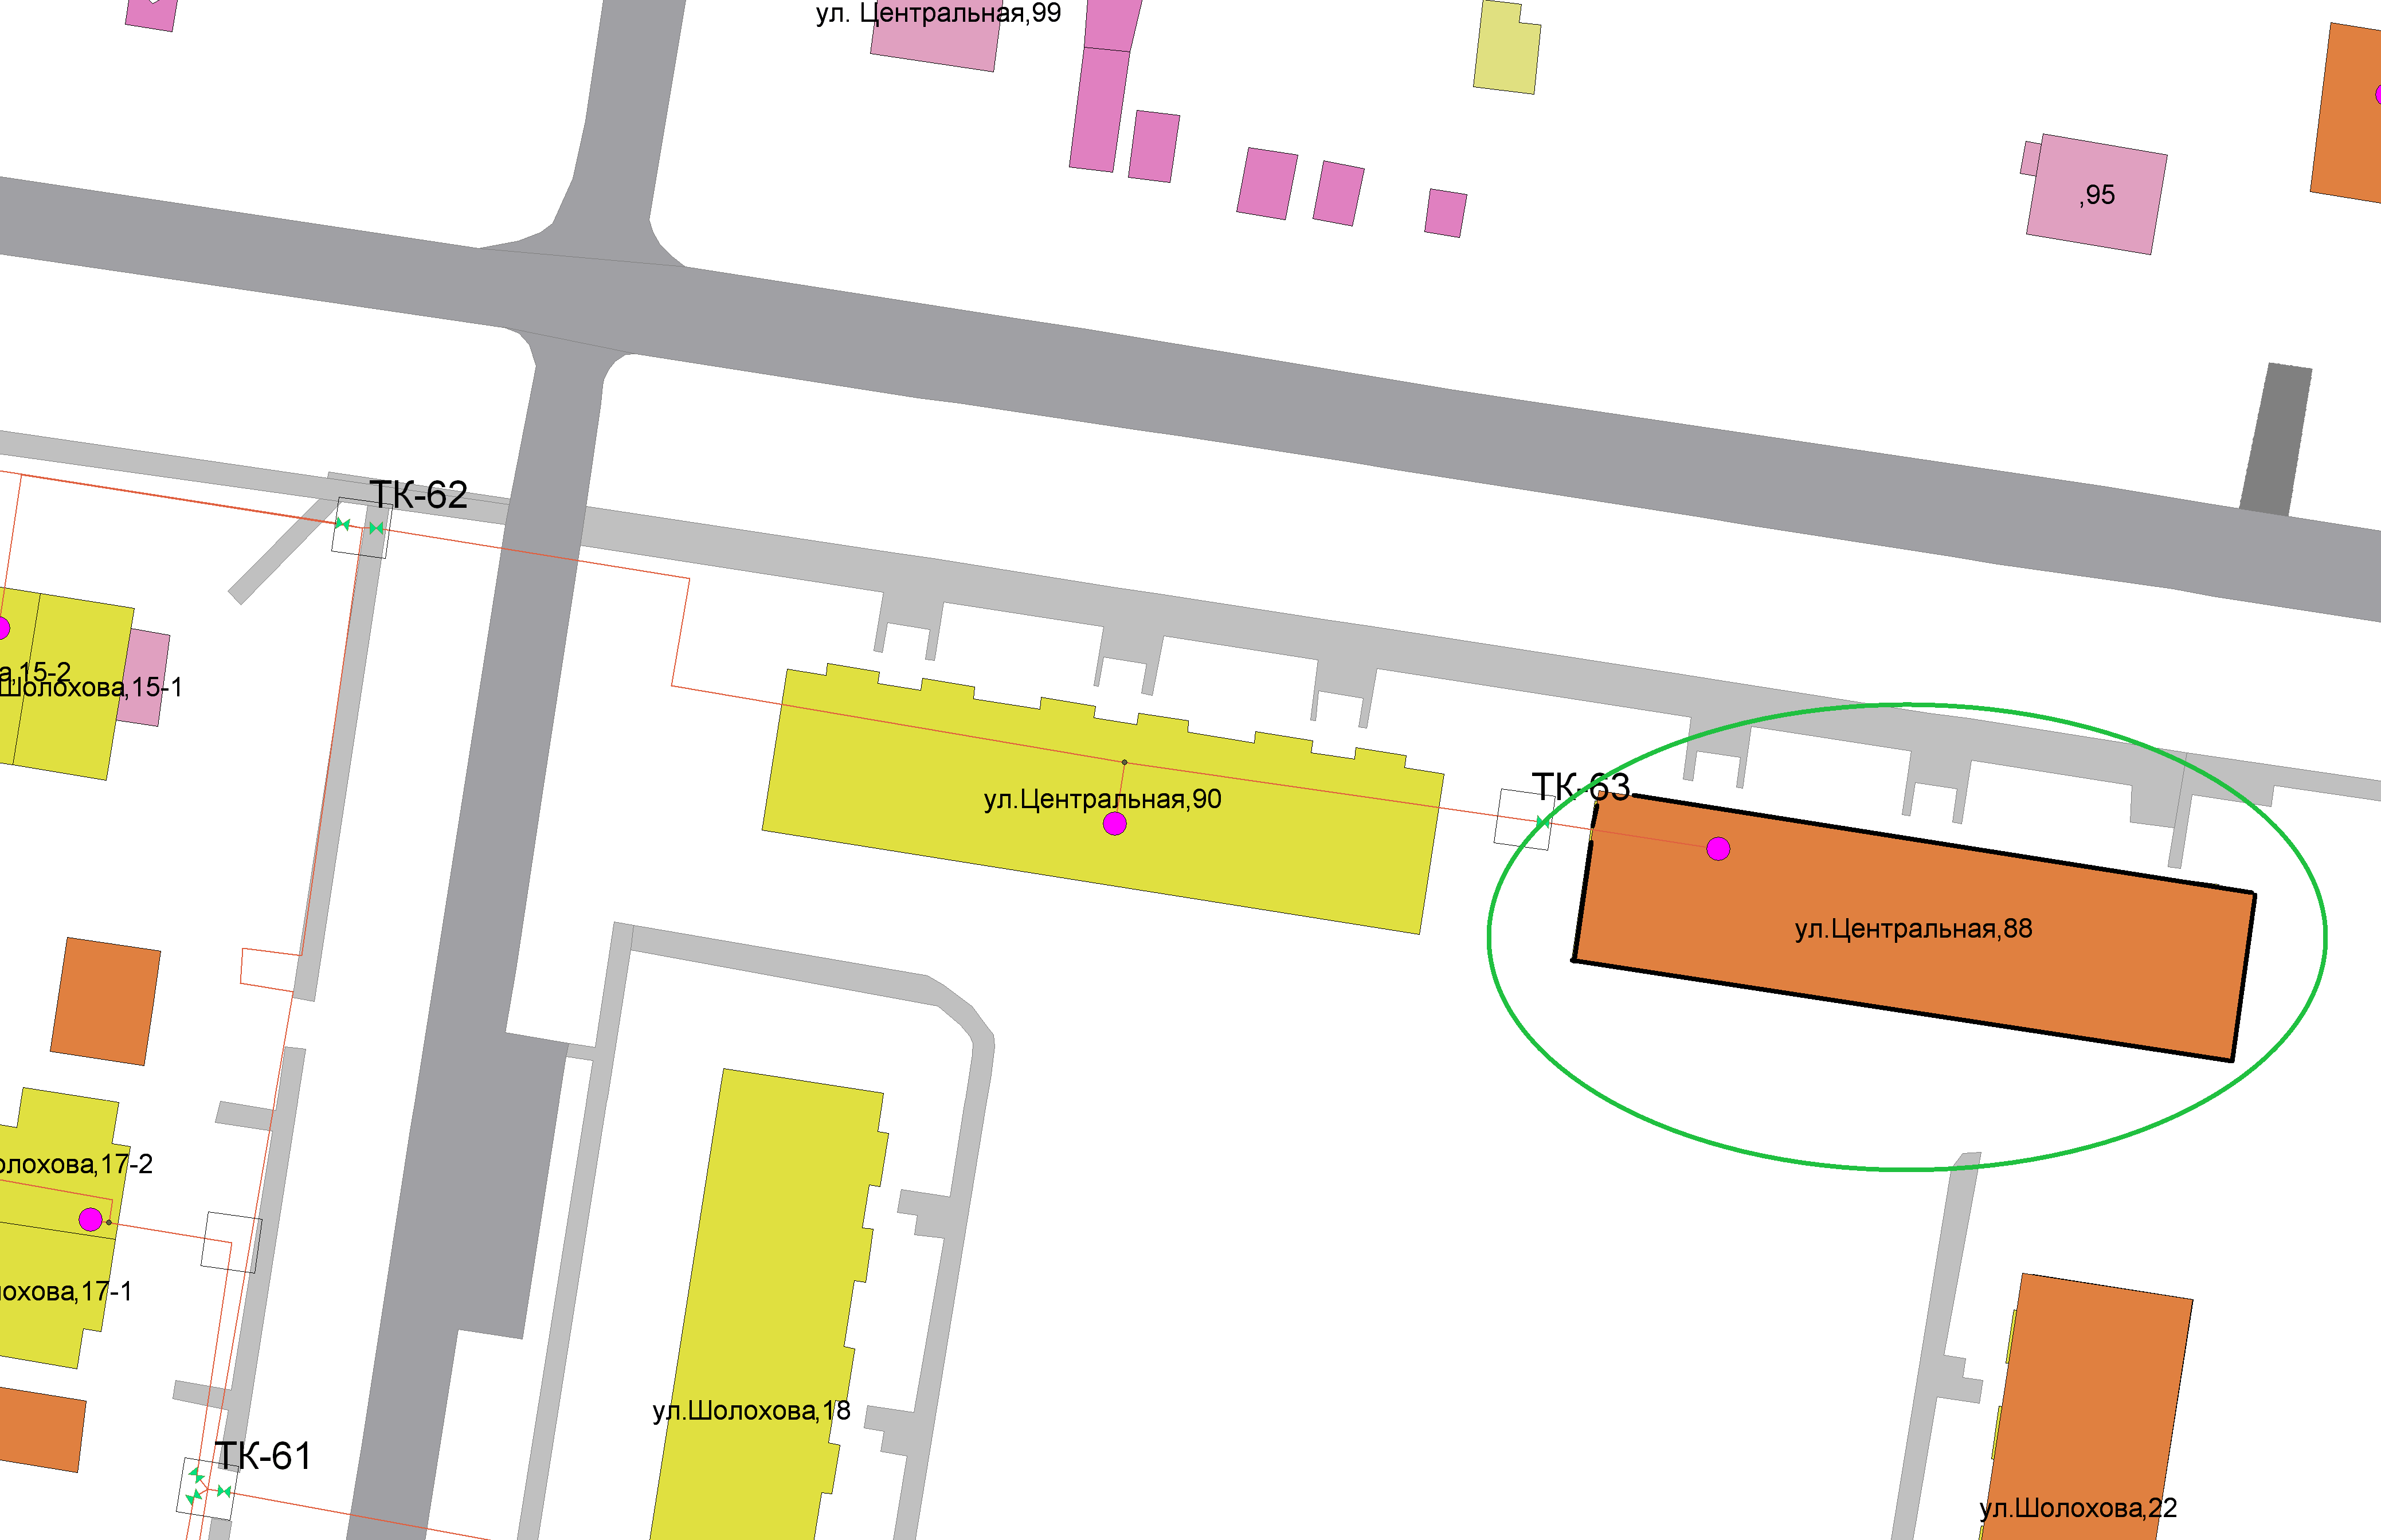 ул. Центральная,99
,95
ТК-62
а,15-2
Шолохова,15-1
ТК-63
ул.Центральная,90
ул.Центральная,88
олохова,17-2
лохова,17-1
ул.Шолохова,18
ТК-61
ул.Шолохова,22